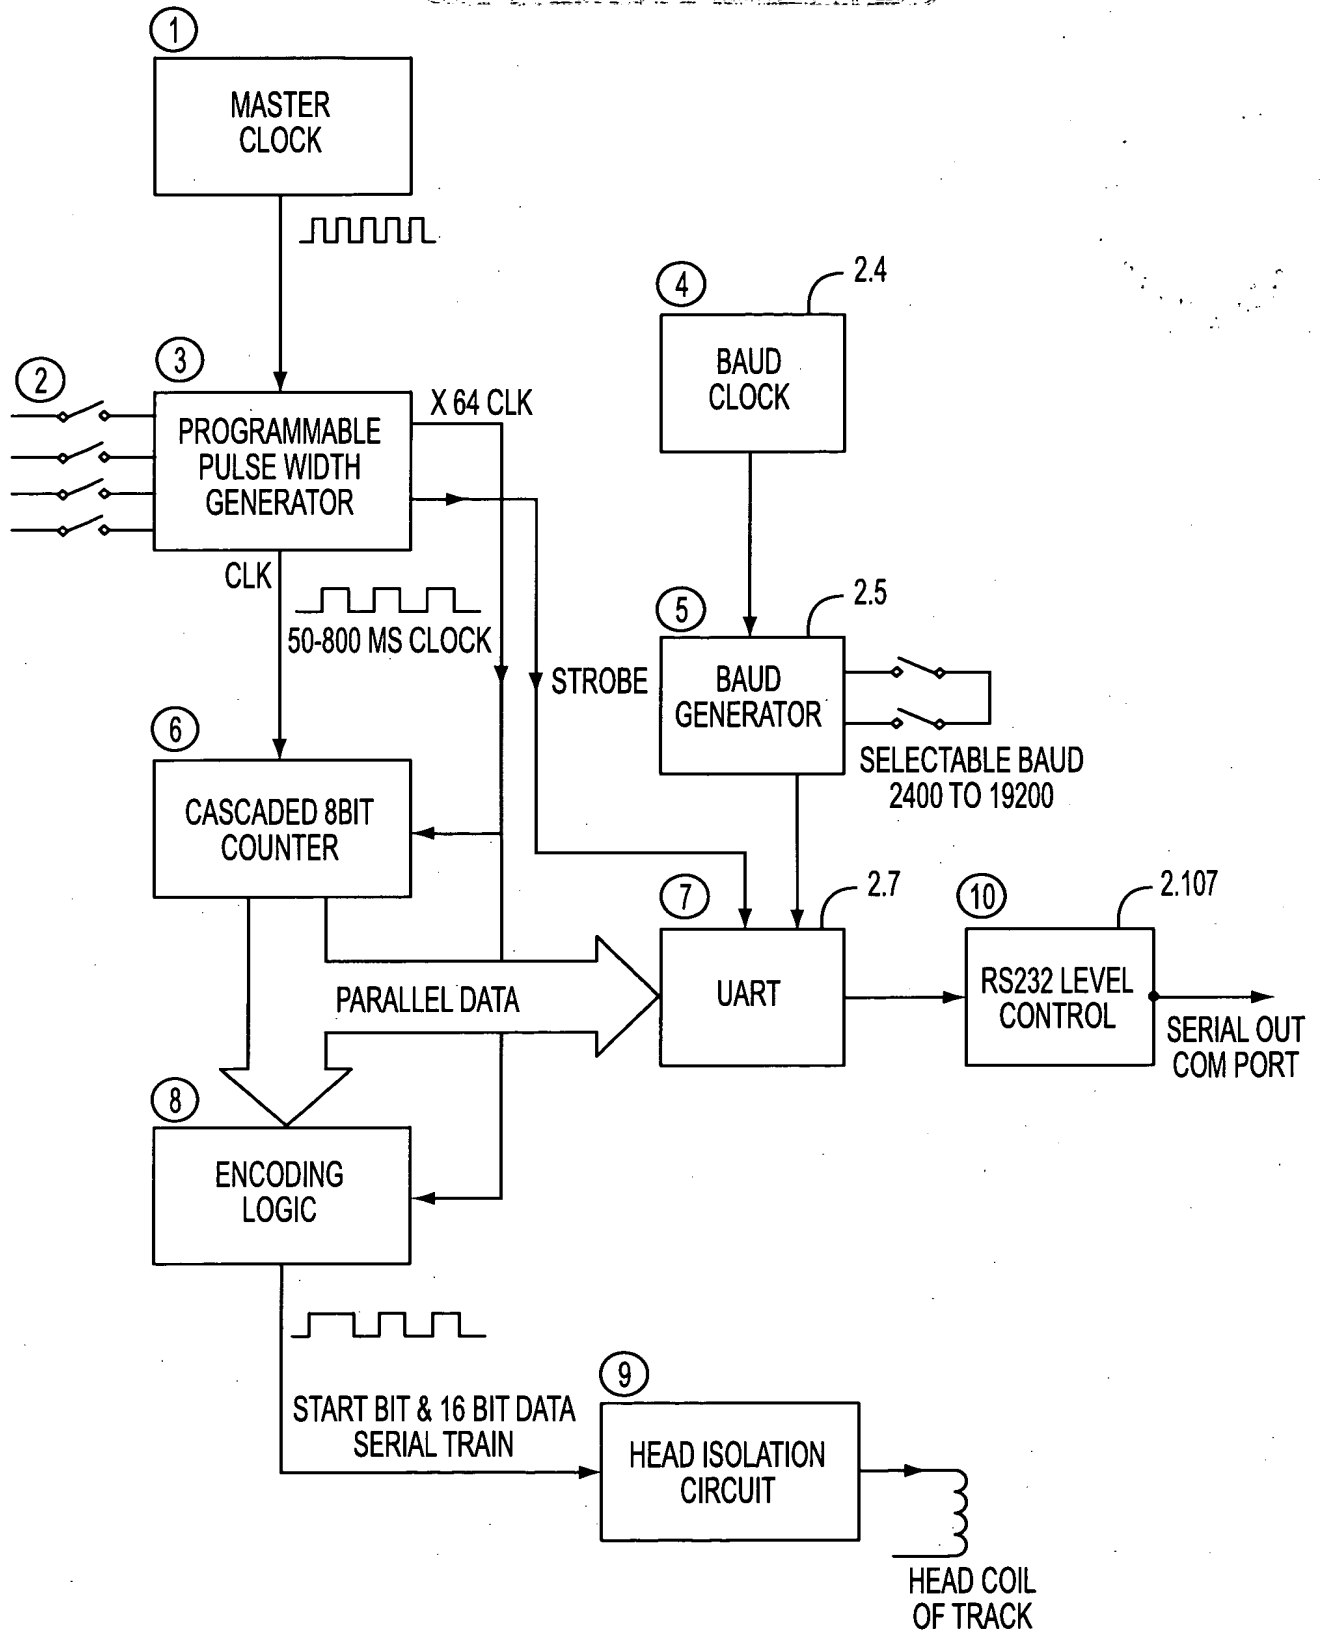 1
MASTER
CLOCK
2
3
PROGRAMMABLE
PULSE WIDTH
GENERATOR
X 64 CLK
CLK
50-800 MS CLOCK
STROBE
4
2.4
BAUD
CLOCK
5
2.5
BAUD
GENERATOR
SELECTABLE BAUD
2400 TO 19200
6
CASCADED 8BIT
COUNTER
PARALLEL DATA
7
2.7
UART
10
2.107
RS232 LEVEL
CONTROL
SERIAL OUT
COM PORT
8
ENCODING
LOGIC
START BIT & 16 BIT DATA
SERIAL TRAIN
9
HEAD ISOLATION
CIRCUIT
HEAD COIL
OF TRACK